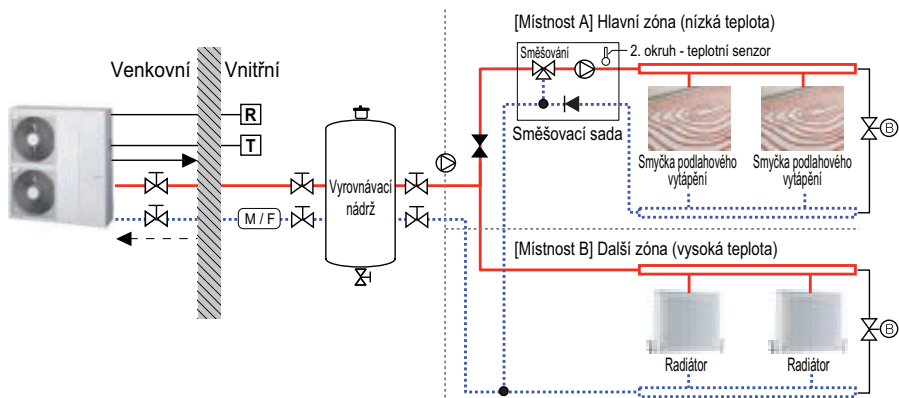 [Místnost A] Hlavní zóna (nízká teplota)
Směšování
2. okruh - teplotní senzor
Venkovní
Vnitřní
R
T
Směšovací sada
Smyčka podlahového
vytápění
Smyčka podlahového
vytápění
B
Vyrovnávací
nádrž
M / F
[Místnost B] Další zóna (vysoká teplota)
Radiátor
Radiátor
B